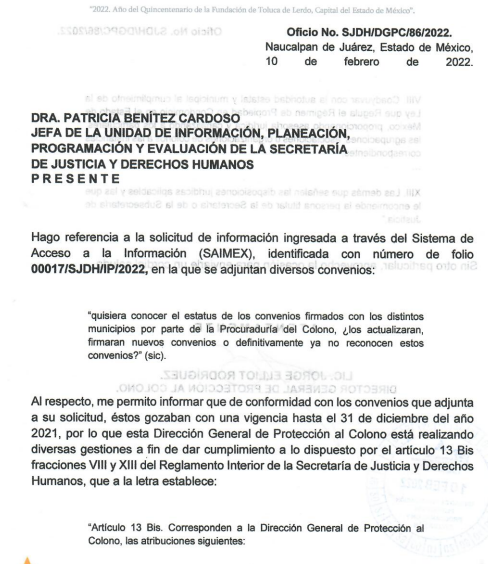 "2022. Año del Quincentenario de la Fundación de Toluca de Lerdo, Capital del Estado de México".
Oficio No. SJDH/DGPC/86/2022.
Naucalpan de Juárez, Estado de México,
10 de febrero de 2022.
DRA. PATRICIA BENÍTEZ CARDOSO
JEFA DE LA UNIDAD DE INFORMACIÓN, PLANEACIÓN,
PROGRAMACIÓN Y EVALUACIÓN DE LA SECRETARÍA
DE JUSTICIA Y DERECHOS HUMANOS
P R E S E N T E
Hago referencia a la solicitud de información ingresada a través del Sistema de
Acceso a la Información (SAIMEX), identificada con número de folio
00017/SJDH/IP/2022, en la que se adjuntan diversos convenios:
"quisiera conocer el estatus de los convenios firmados con los distintos
municipios por parte de la Procuraduría del Colono, ¿los actualizaran,
firmaran nuevos convenios o definitivamente ya no reconocen estos
convenios?" (sic).
Al respecto, me permito informar que de conformidad con los convenios que adjunta
a su solicitud, éstos gozaban con una vigencia hasta el 31 de diciembre del año
2021, por lo que esta Dirección General de Protección al Colono está realizando
diversas gestiones a fin de dar cumplimiento a lo dispuesto por el artículo 13 Bis
fracciones VIII y XIII del Reglamento Interior de la Secretaría de Justicia y Derechos
Humanos, que a la letra establece:
"Artículo 13 Bis. Corresponden a la Dirección General de Protección al
Colono, las atribuciones siguientes: